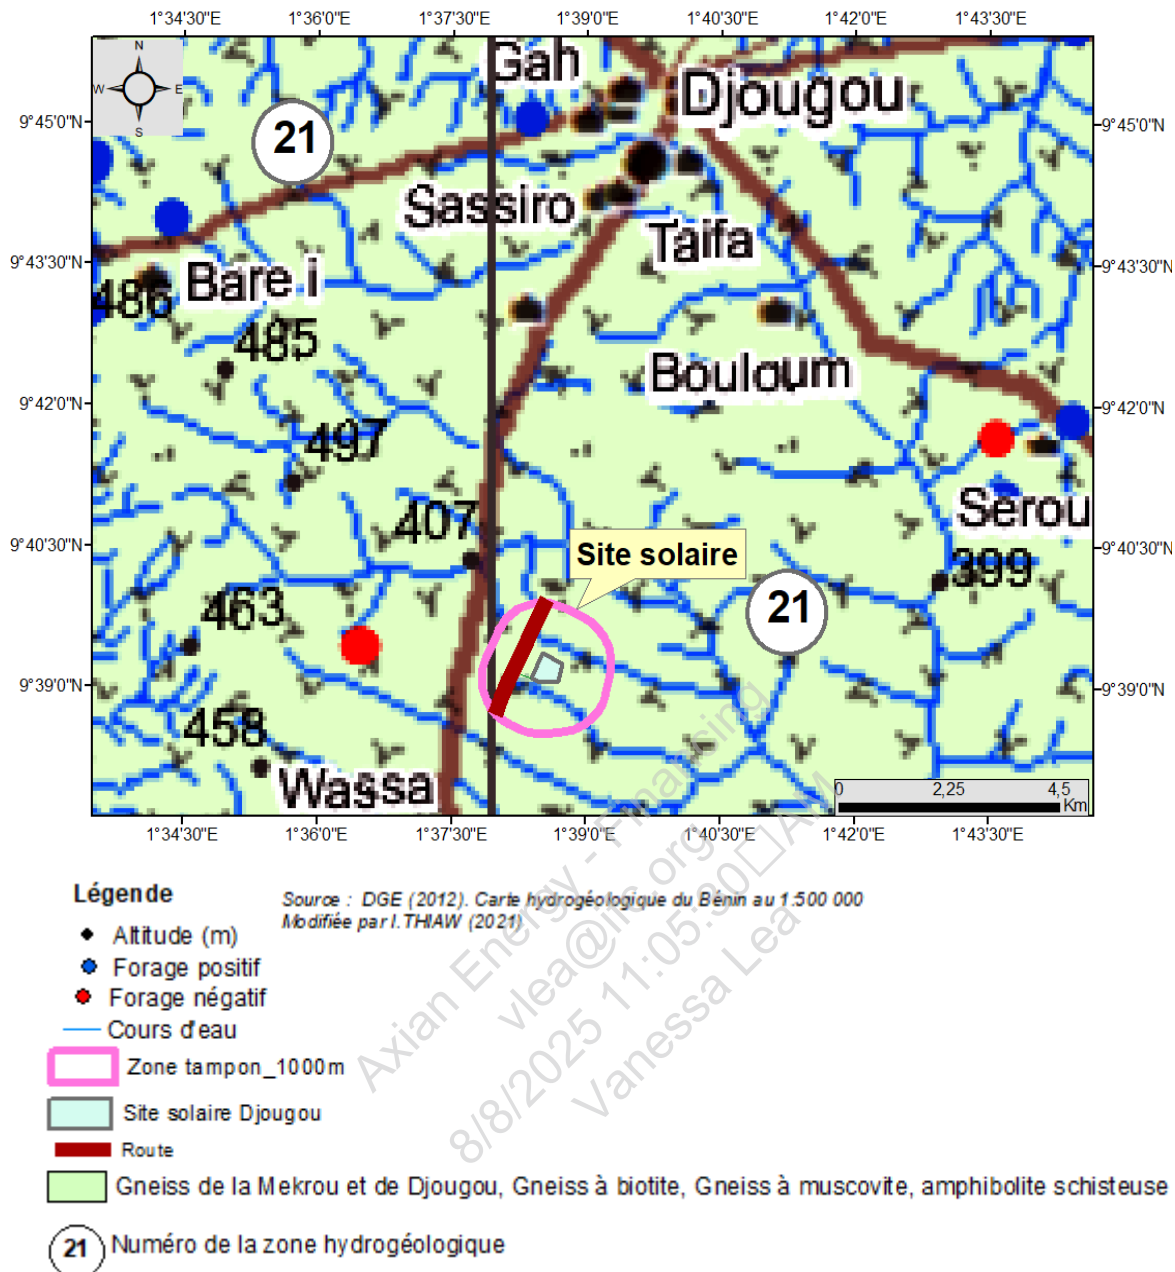 1°34'30"E 1°36'0"E 1°37'30"E 1°39'0"E 1°40'30"E 1°42'0"E 1°43'30"E
N
W E
S
Gah
Djougou
9°45'0"N 21 9°45'0"N
Sassiro
Taifa
9°43'30"N 9°43'30"N
Bare i
486
485
Bouloum
9°42'0"N 9°42'0"N
497
Serou
407
9°40'30"N 9°40'30"N
Site solaire
399
463
21
9°39'0"N 9°39'0"N
458
Wassa
0 2,25 4,5
Km
1°34'30"E 1°36'0"E 1°37'30"E 1°39'0"E 1°40'30"E 1°42'0"E 1°43'30"E
Légende
Source : DGE (2012). Carte hydrogéologique du Bénin au 1:500 000
Modifiée par I.THIAW (2021)
Altitude (m)
Forage positif
Forage négatif
Cours d'eau
Zone tampon_1000m
Site solaire Djougou
Route
Gneiss de la Mekrou et de Djougou, Gneiss à biotite, Gneiss à muscovite, amphibolite schisteuse
21 Numéro de la zone hydrogéologique
Axian Energy - Financing
vlea@ifc.org
8/8/2025 11:05:30□AM
Vanessa Lea